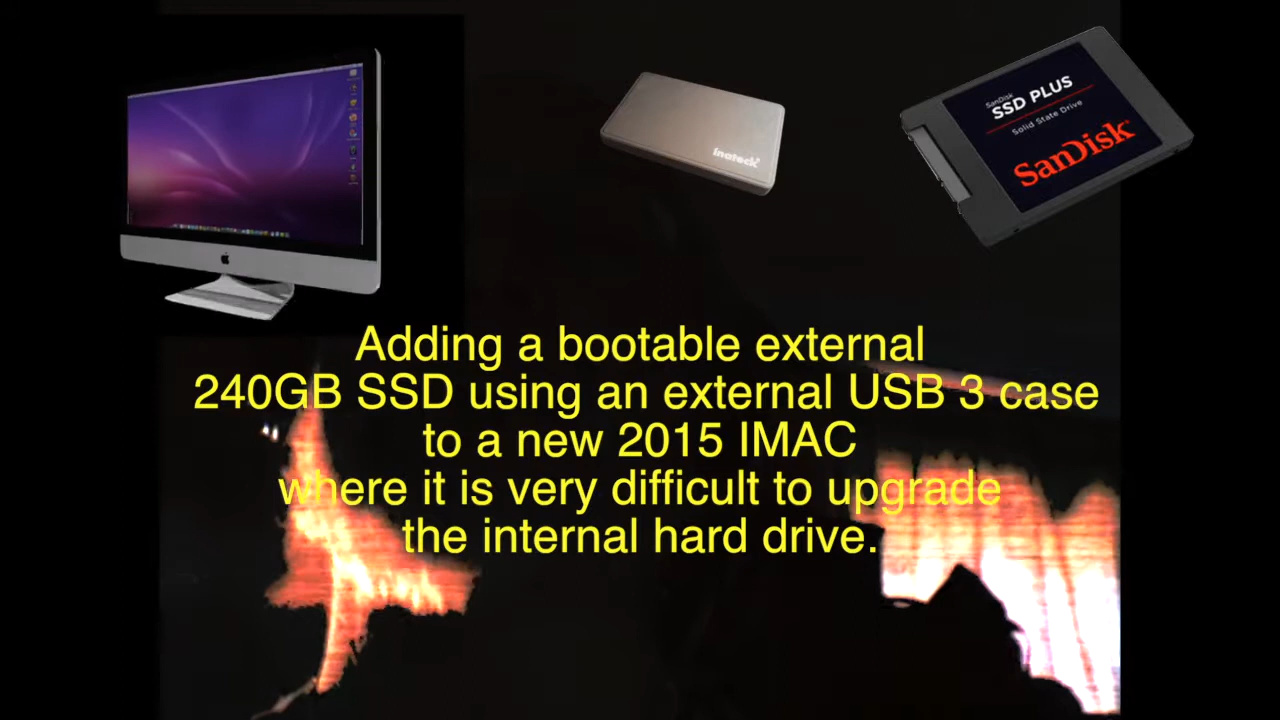 inateck
SanDisk
SSD PLUS
Solid State Drive
SanDisk
Adding a bootable external
240GB SSD using an external USB 3 case
to a new 2015 IMAC
where it is very difficult to upgrade
the internal hard drive.